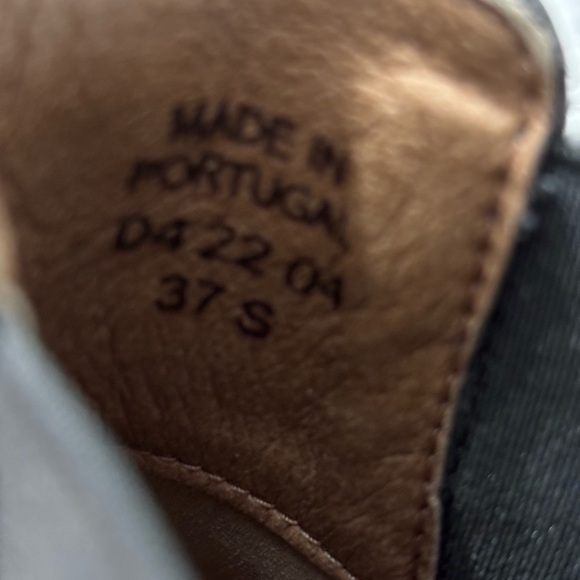 MADE IN
PORTUGAL
D4 22 04
37 S